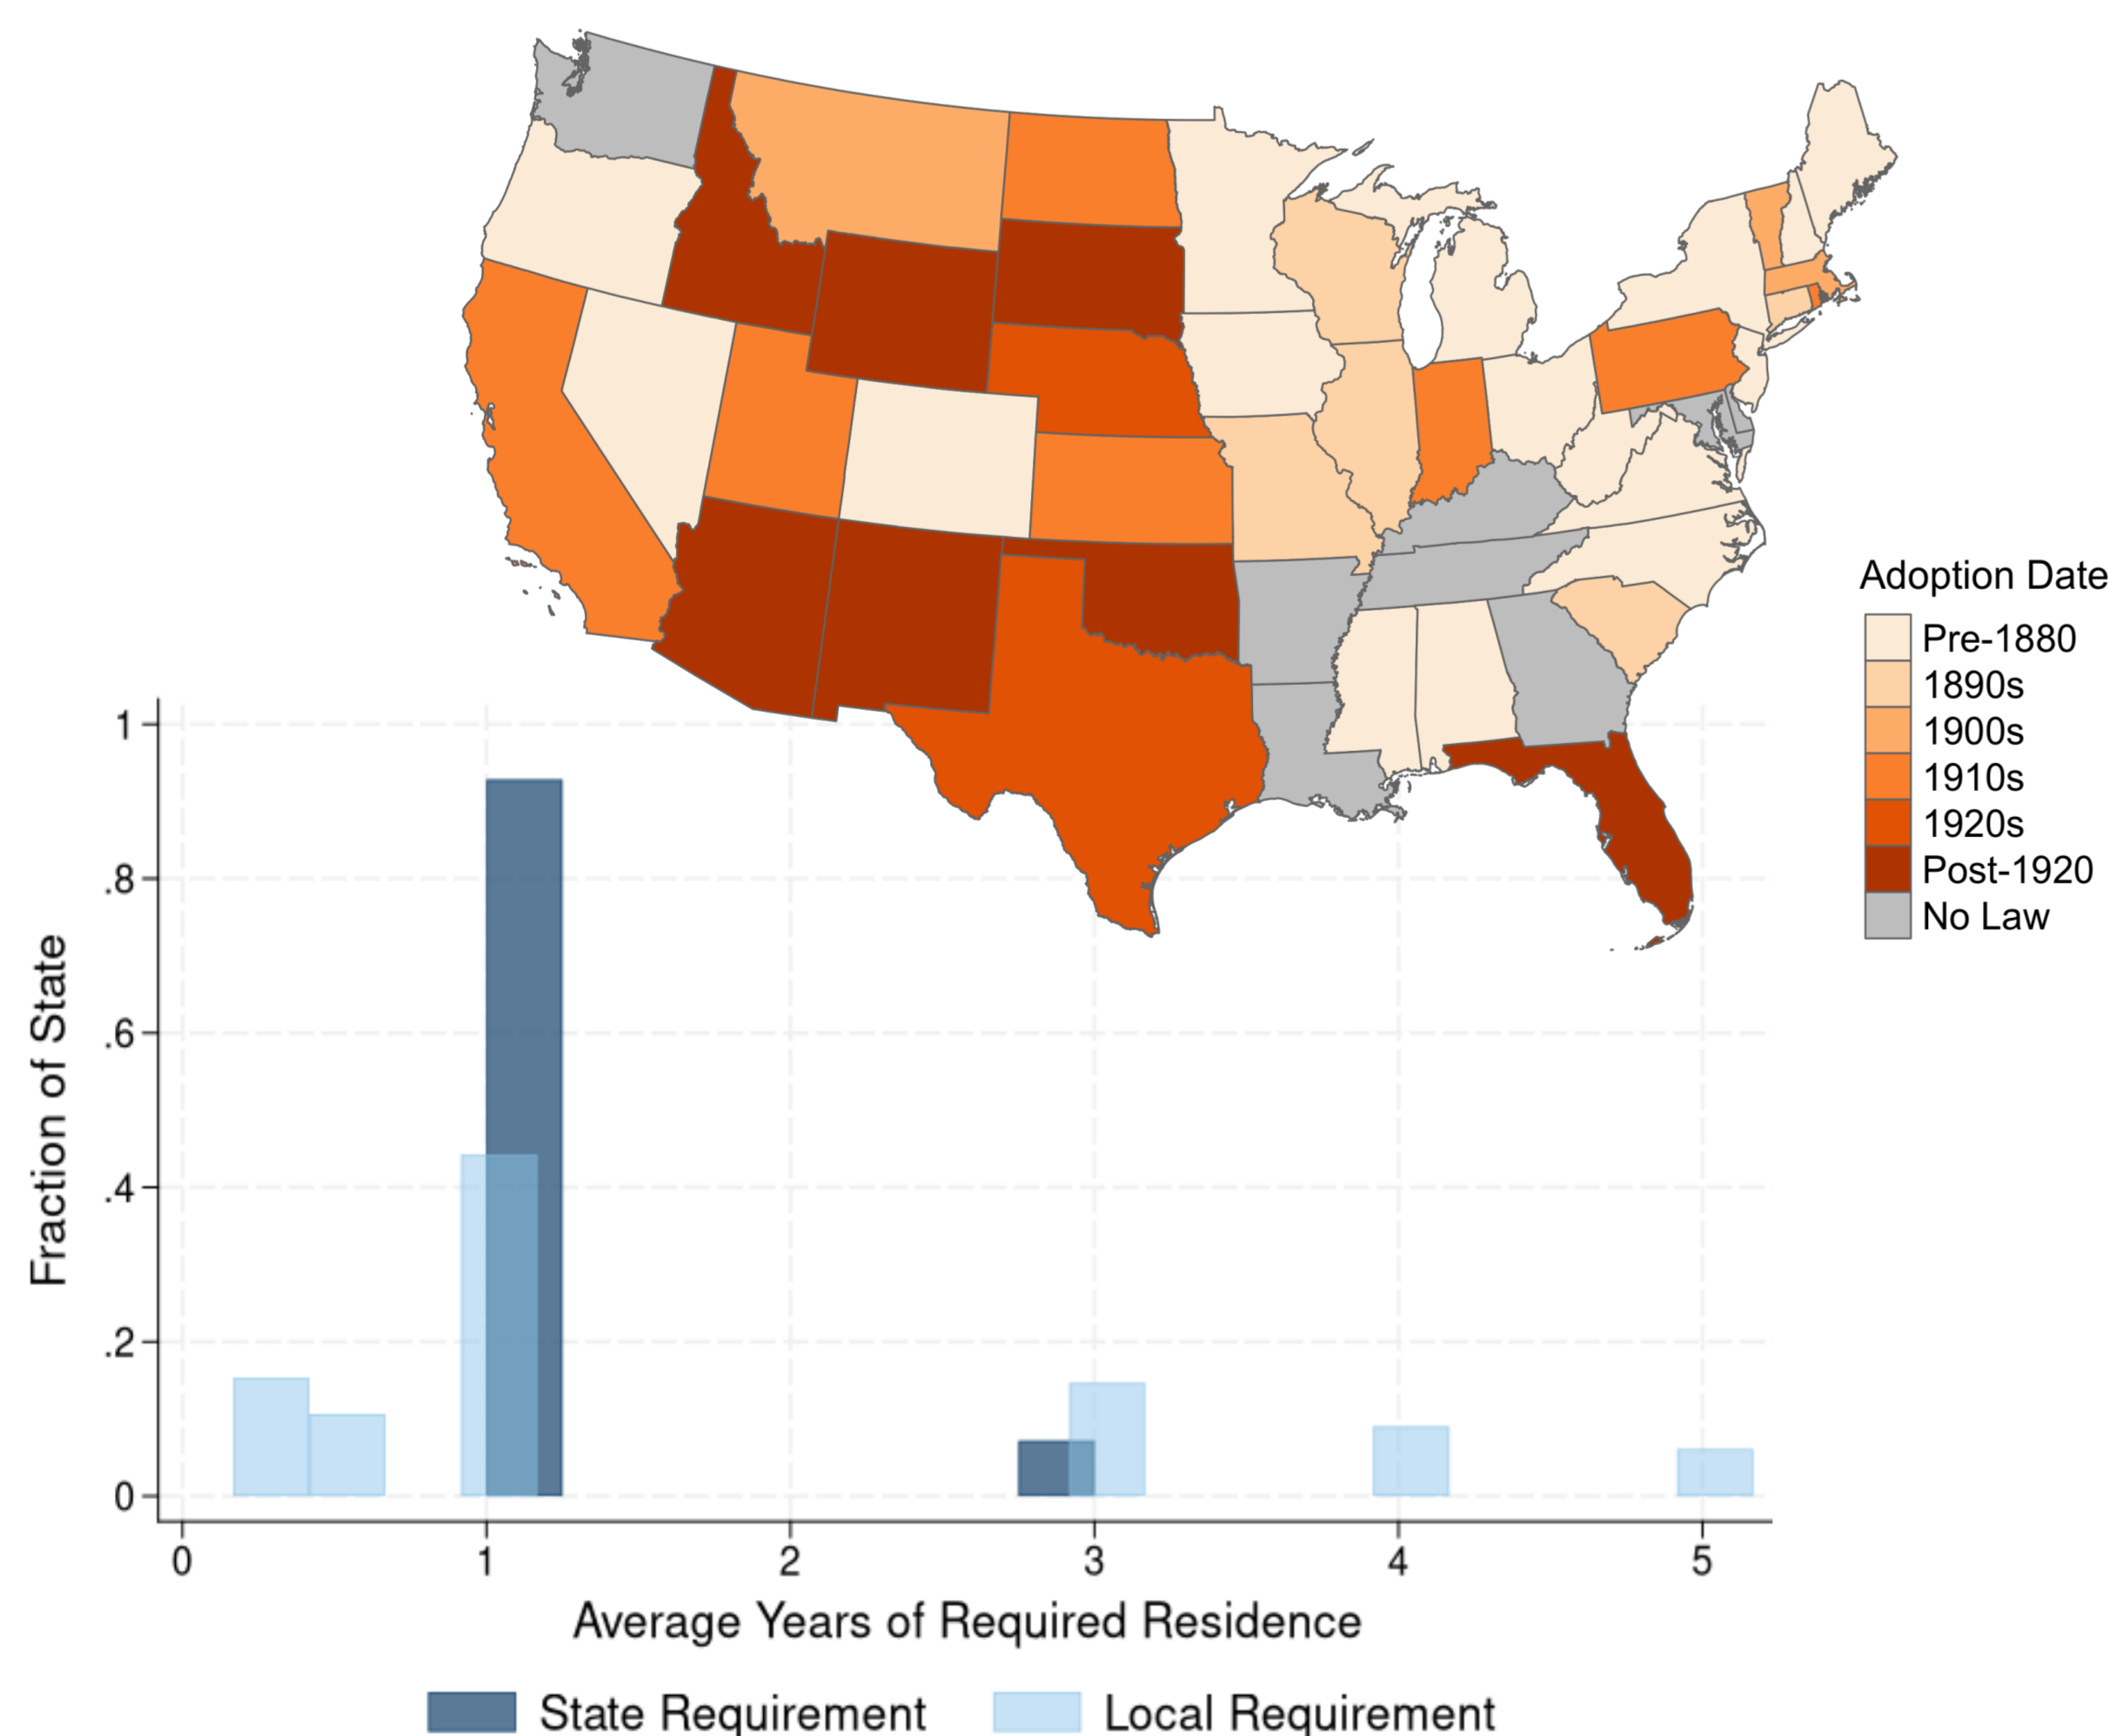 Adoption Date
Pre-1880
1890s
1900s
1910s
1920s
Post-1920
No Law
Fraction of State
1
.8
.6
.4
.2
0
0 1 2 3 4 5
Average Years of Required Residence
State Requirement Local Requirement